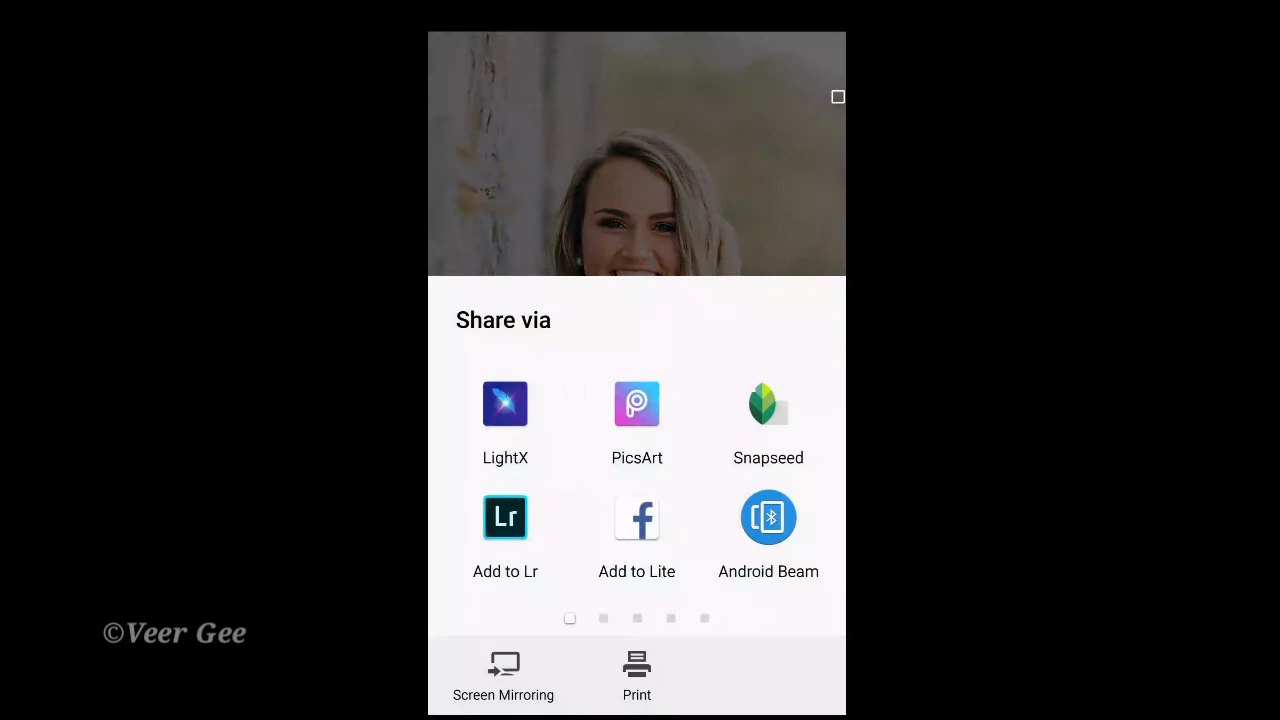 Share via
LightX
PicsArt
Snapseed
Lr
Add to Lr
Add to Lite
Android Beam
©Veer Gee
Screen Mirroring
Print